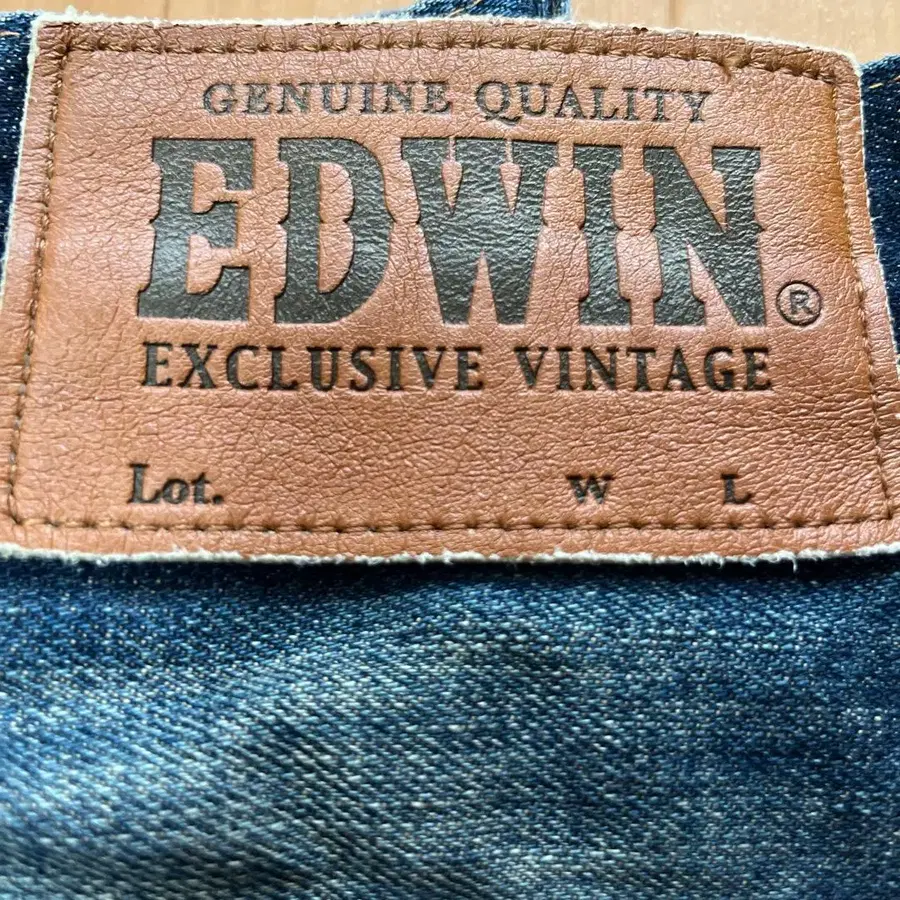 GENUINE QUALITY
EDWIN®
EXCLUSIVE VINTAGE
Lot. W L